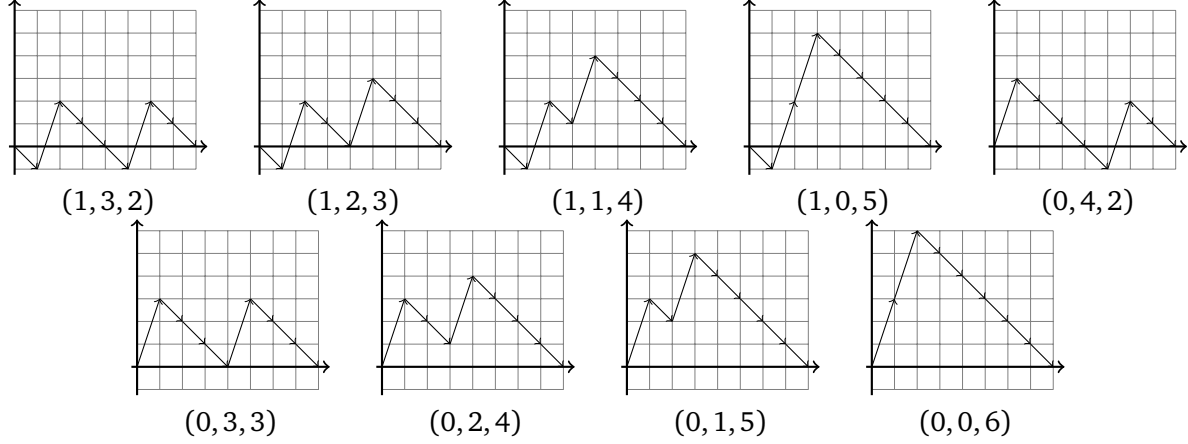 (1, 3, 2) (1, 2, 3) (1, 1, 4) (1, 0, 5) (0, 4, 2)
(0, 3, 3) (0, 2, 4) (0, 1, 5) (0, 0, 6)